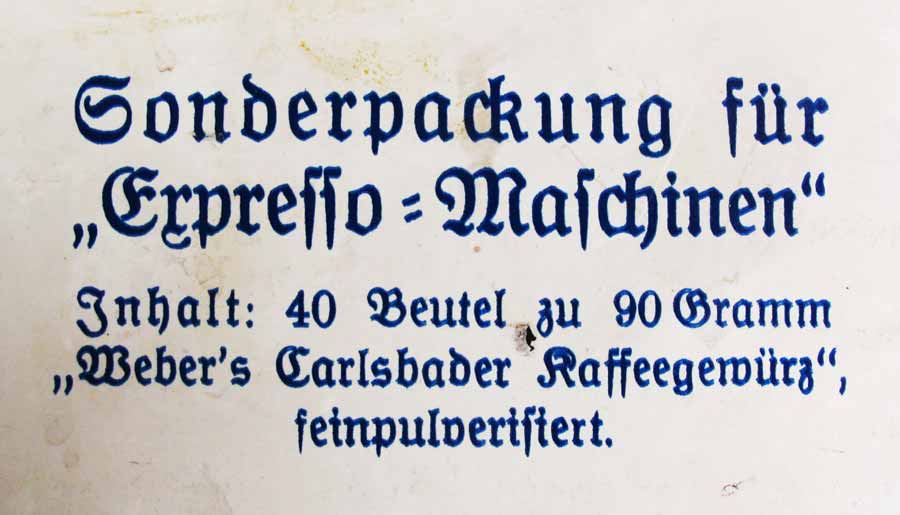 Sonderpackung für
„Expresso-Maschinen“
Inhalt: 40 Beutel zu 90 Gramm
„Weber's Carlsbader Kaffeegewürz“,
feinpulverisiert.